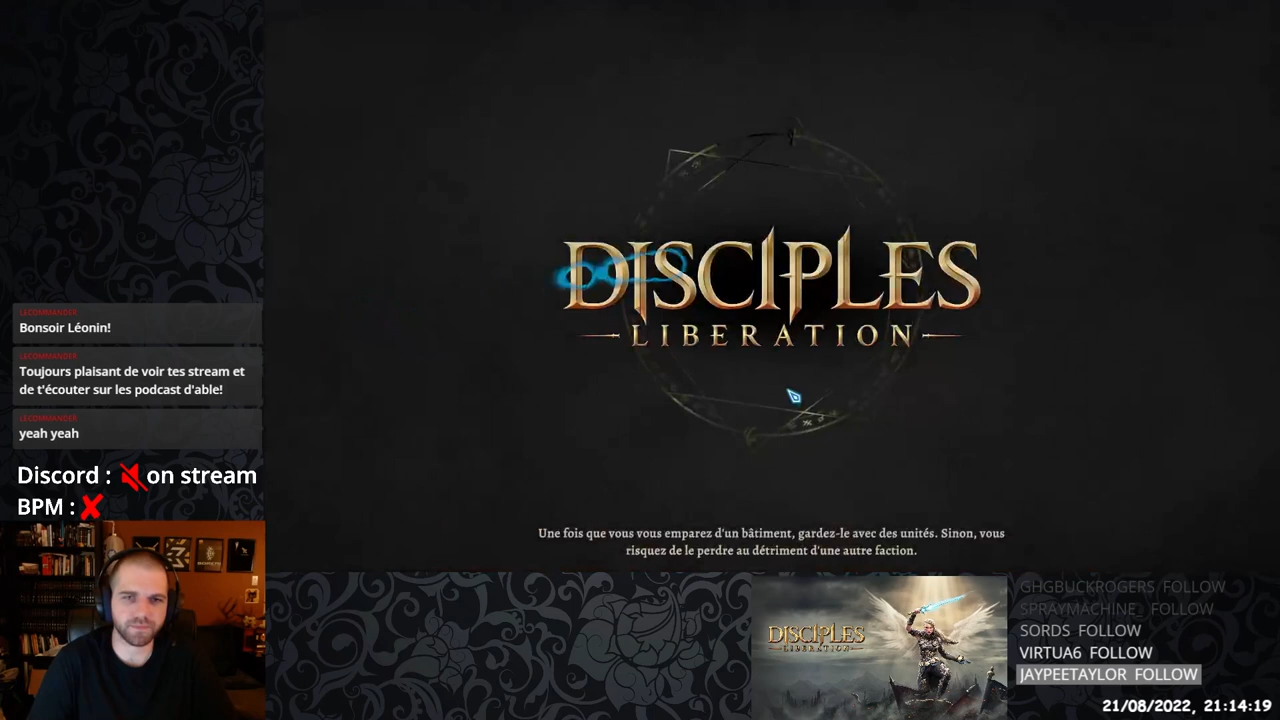 DISCIPLES
LIBERATION
LECOMMANDER
Bonsoir Léonin!
LECOMMANDER
Toujours plaisant de voir tes stream et
de t'écouter sur les podcast d'able!
LECOMMANDER
yeah yeah
Discord : on stream
BPM :
Une fois que vous vous emparez d'un bâtiment, gardez-le avec des unités. Sinon, vous
risquez de le perdre au détriment d'une autre faction.
DISCIPLES
LIBERATION
GHGBUCKROGERS FOLLOW
SPRAYMACHINE_ FOLLOW
SORDS FOLLOW
VIRTUA6 FOLLOW
JAYPEETAYLOR FOLLOW
21/08/2022, 21:14:19